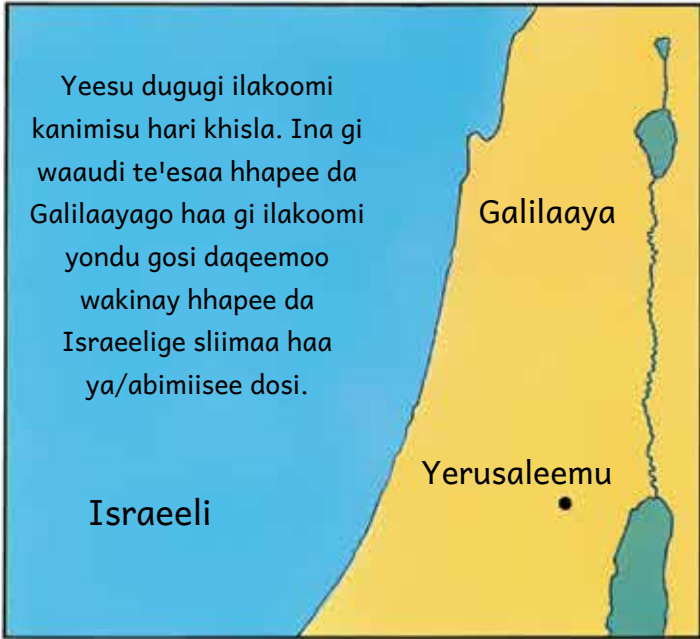 Yeesu dugugi ilakoomi
kanimisu hari khisla. Ina gi
waaudi te'esaa hhapee da
Galilaayago haa gi ilakoomi
yondu gosi daqeemoo
wakinay hhapee da
Israeelige sliimaa haa
ya/abimiisee dosi.
Galilaaya
Yerusaleemu
Israeeli